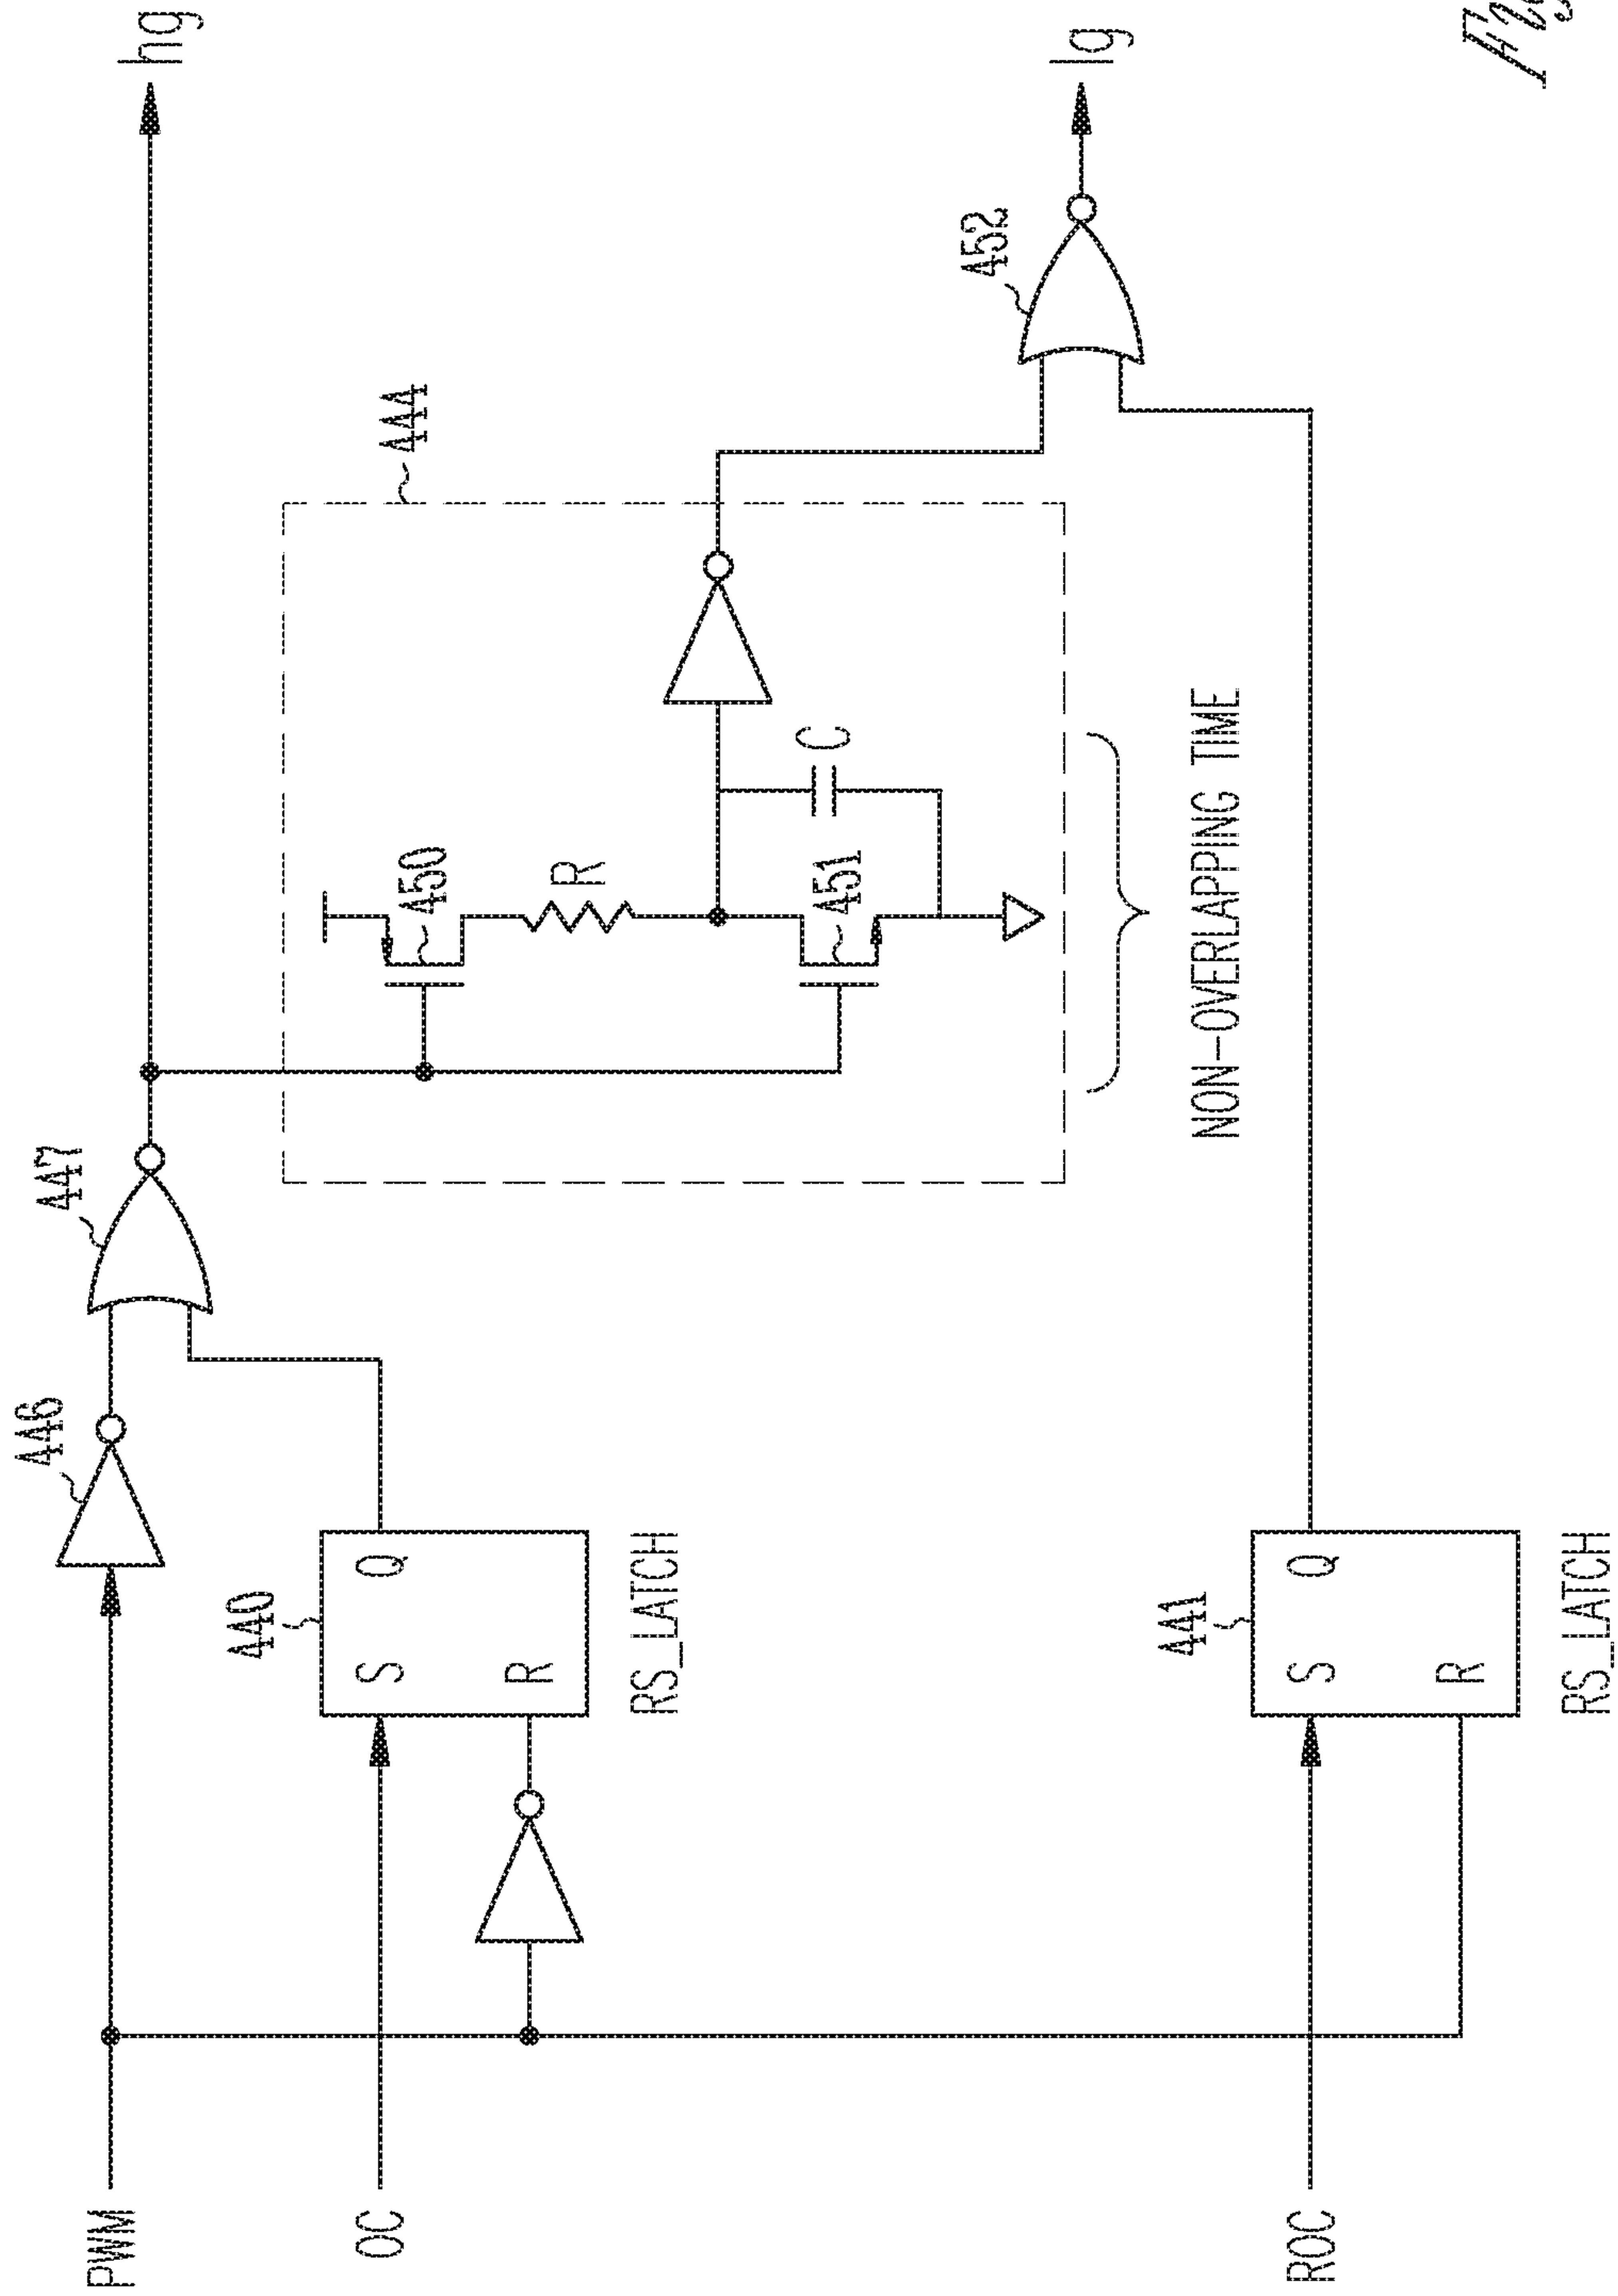 PWM
446
447
hg
OC
440
S
Q
R
RS_LATCH
444
450
R
451
C
NON-OVERLAPPING TIME
452
lg
ROC
441
S
Q
R
RS_LATCH